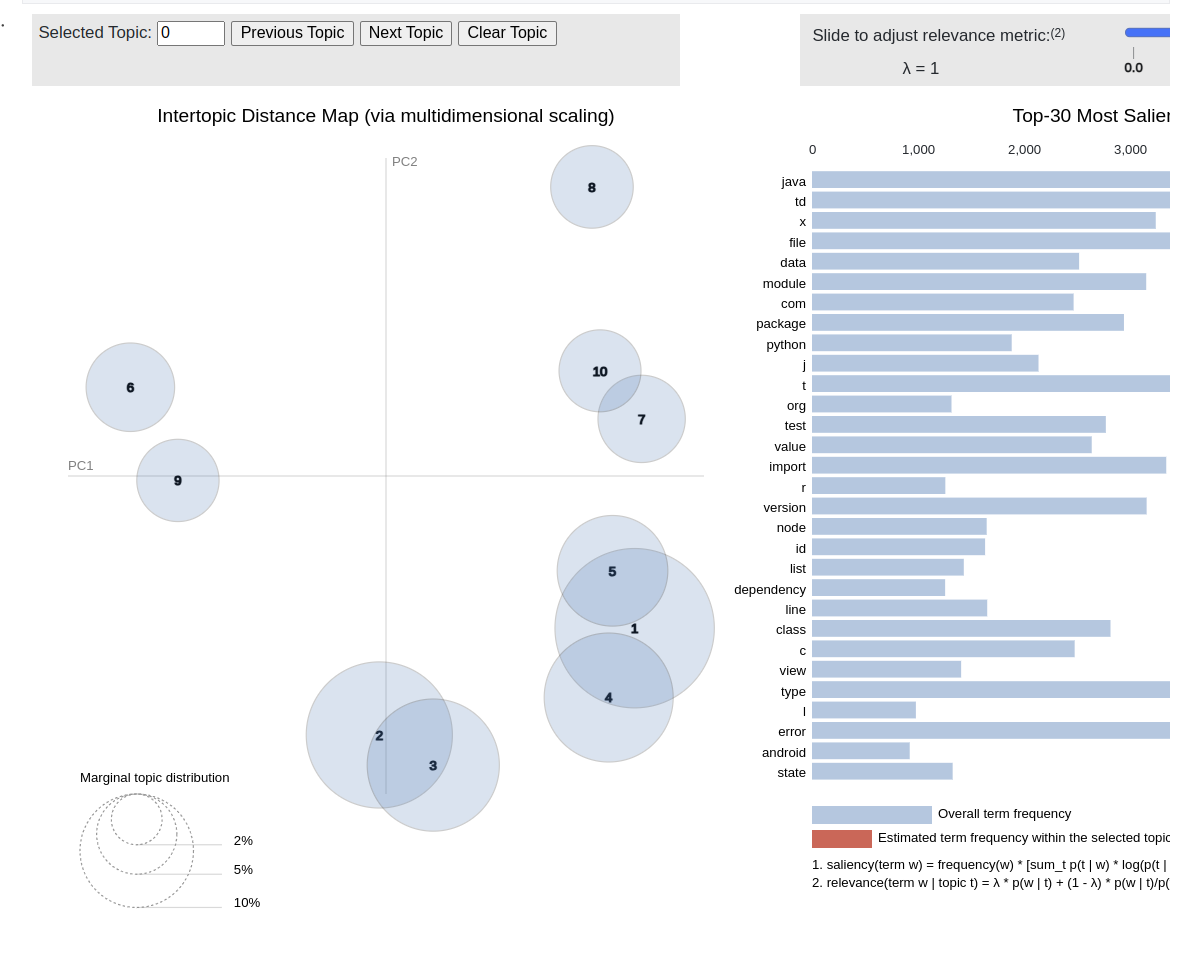 Selected Topic: 0 Previous Topic Next Topic Clear Topic
Slide to adjust relevance metric:(2)
λ = 1
0.0
Intertopic Distance Map (via multidimensional scaling)
PC2
PC1
8
10
7
6
9
5
1
4
2
3
Marginal topic distribution
2%
5%
10%
Top-30 Most Salien
0 1,000 2,000 3,000
java
td
x
file
data
module
com
package
python
j
t
org
test
value
import
r
version
node
id
list
dependency
line
class
c
view
type
l
error
android
state
Overall term frequency
Estimated term frequency within the selected topic
1. saliency(term w) = frequency(w) * [sum_t p(t | w) * log(p(t |
2. relevance(term w | topic t) = λ * p(w | t) + (1 - λ) * p(w | t)/p(